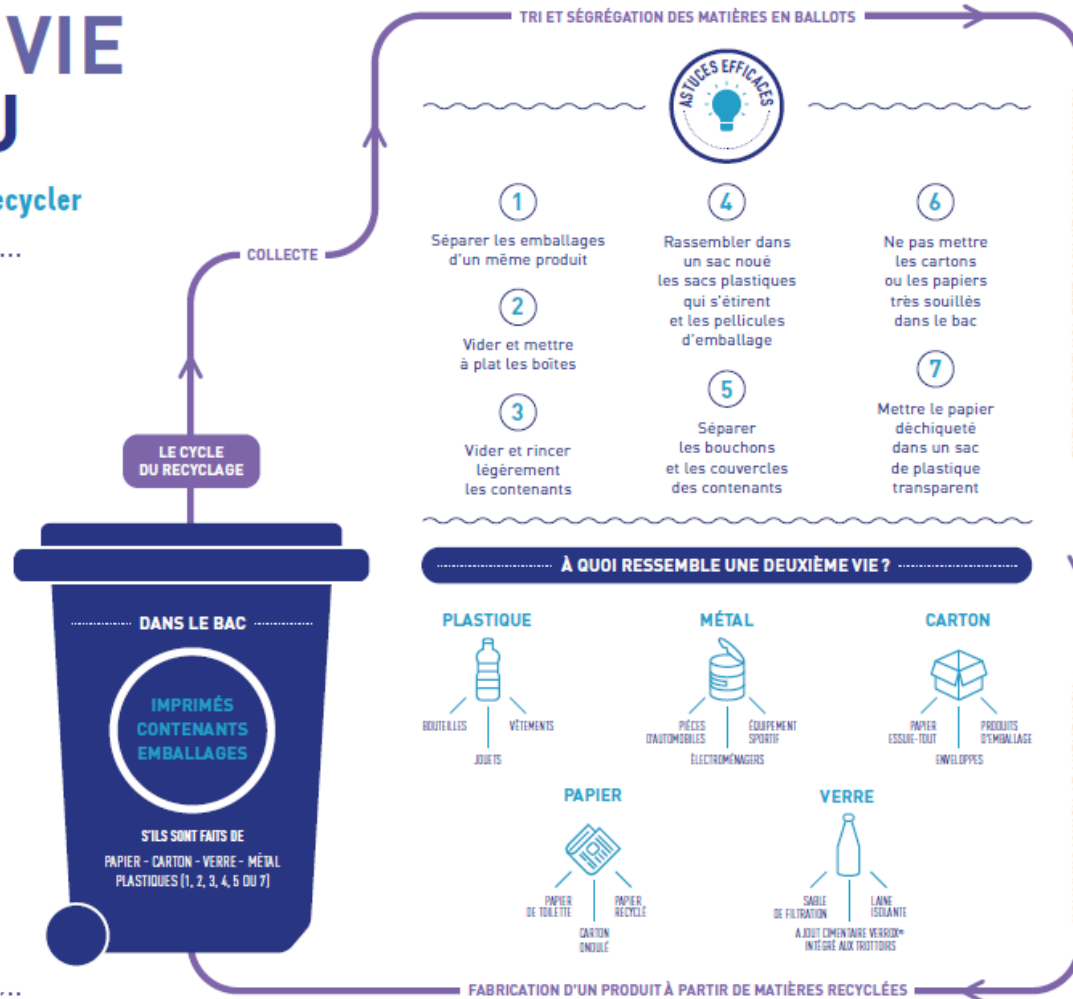 VIE
TRI ET SÉGRÉGATION DES MATIÈRES EN BALLOTS
ASTUCES EFFICACES
COLLECTE
LE CYCLE
DU RECYCLAGE
1
Séparer les emballages
d'un même produit
2
Vider et mettre
à plat les boîtes
3
Vider et rincer
légèrement
les contenants
4
Rassembler dans
un sac noué
les sacs plastiques
qui s'étirent
et les pellicules
d'emballage
5
Séparer
les bouchons
et les couvercles
des contenants
6
Ne pas mettre
les cartons
ou les papiers
très souillés
dans le bac
7
Mettre le papier
déchiqueté
dans un sac
de plastique
transparent
DANS LE BAC
IMPRIMÉS
CONTENANTS
EMBALLAGES
S'ILS SONT FAITS DE
PAPIER - CARTON - VERRE - MÉTAL
PLASTIQUES (1, 2, 3, 4, 5 OU 7)
À QUOI RESSEMBLE UNE DEUXIÈME VIE ?
PLASTIQUE
BOUTEILLES
JOUETS
VÊTEMENTS
MÉTAL
PIÈCES
D'AUTOMOBILES
ÉLECTROMÉNAGERS
ÉQUIPEMENT
SPORTIF
CARTON
PAPIER
ESSUIE-TOUT
ENVELOPPES
PRODUITS
D'EMBALLAGE
PAPIER
PAPIER
DE TOILETTE
CARTON
ONDULÉ
PAPIER
RECYCLÉ
VERRE
SABLE
DE FILTRATION
AJOUT CIMENTAIRE VERROX®
INTÉGRÉ AUX TROTTOIRS
LAINE
ISOLANTE
FABRICATION D'UN PRODUIT À PARTIR DE MATIÈRES RECYCLÉES